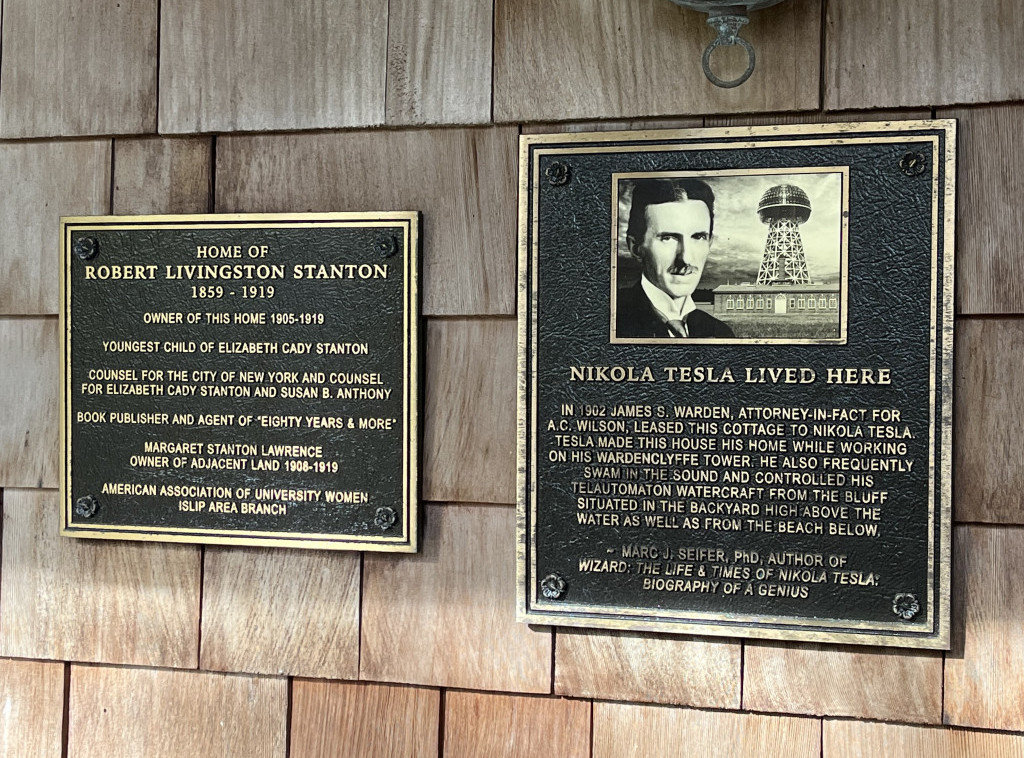 HOME OF
ROBERT LIVINGSTON STANTON
1859 - 1919
OWNER OF THIS HOME 1905-1919
YOUNGEST CHILD OF ELIZABETH CADY STANTON
COUNSEL FOR THE CITY OF NEW YORK AND COUNSEL
FOR ELIZABETH CADY STANTON AND SUSAN B. ANTHONY
BOOK PUBLISHER AND AGENT OF "EIGHTY YEARS & MORE"
MARGARET STANTON LAWRENCE
OWNER OF ADJACENT LAND 1908-1919
AMERICAN ASSOCIATION OF UNIVERSITY WOMEN
ISLIP AREA BRANCH
NIKOLA TESLA LIVED HERE
IN 1902 JAMES S. WARDEN, ATTORNEY-IN-FACT FOR
A.C. WILSON, LEASED THIS COTTAGE TO NIKOLA TESLA.
TESLA MADE THIS HOUSE HIS HOME WHILE WORKING
ON HIS WARDENCLYFFE TOWER. HE ALSO FREQUENTLY
SWAM IN THE SOUND AND CONTROLLED HIS
TELAUTOMATON WATERCRAFT FROM THE BLUFF
SITUATED IN THE BACKYARD HIGH ABOVE THE
WATER AS WELL AS FROM THE BEACH BELOW.
~ MARC J. SEIFER, PhD, AUTHOR OF
WIZARD: THE LIFE & TIMES OF NIKOLA TESLA:
BIOGRAPHY OF A GENIUS